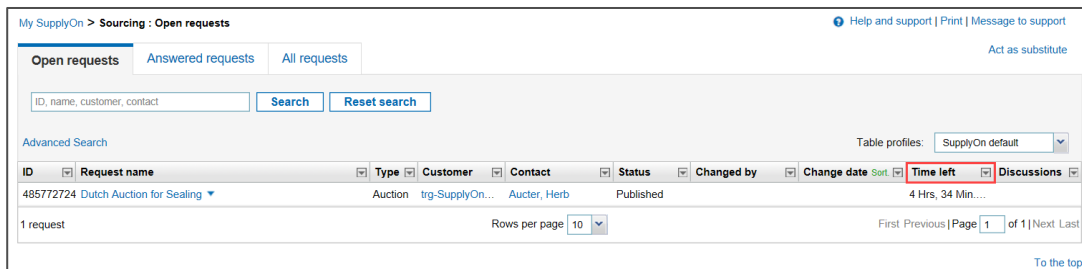 My SupplyOn > Sourcing : Open requests
Help and support | Print | Message to support
Act as substitute
Open requests Answered requests All requests
ID, name, customer, contact Search Reset search
Advanced Search
Table profiles: SupplyOn default
ID Request name Type Customer Contact Status Changed by Change date Sort. Time left Discussions
485772724 Dutch Auction for Sealing Auction trg-SupplyOn... Aucter, Herb Published 4 Hrs, 34 Min....
1 request Rows per page 10 First Previous | Page 1 of 1 | Next Last
To the top